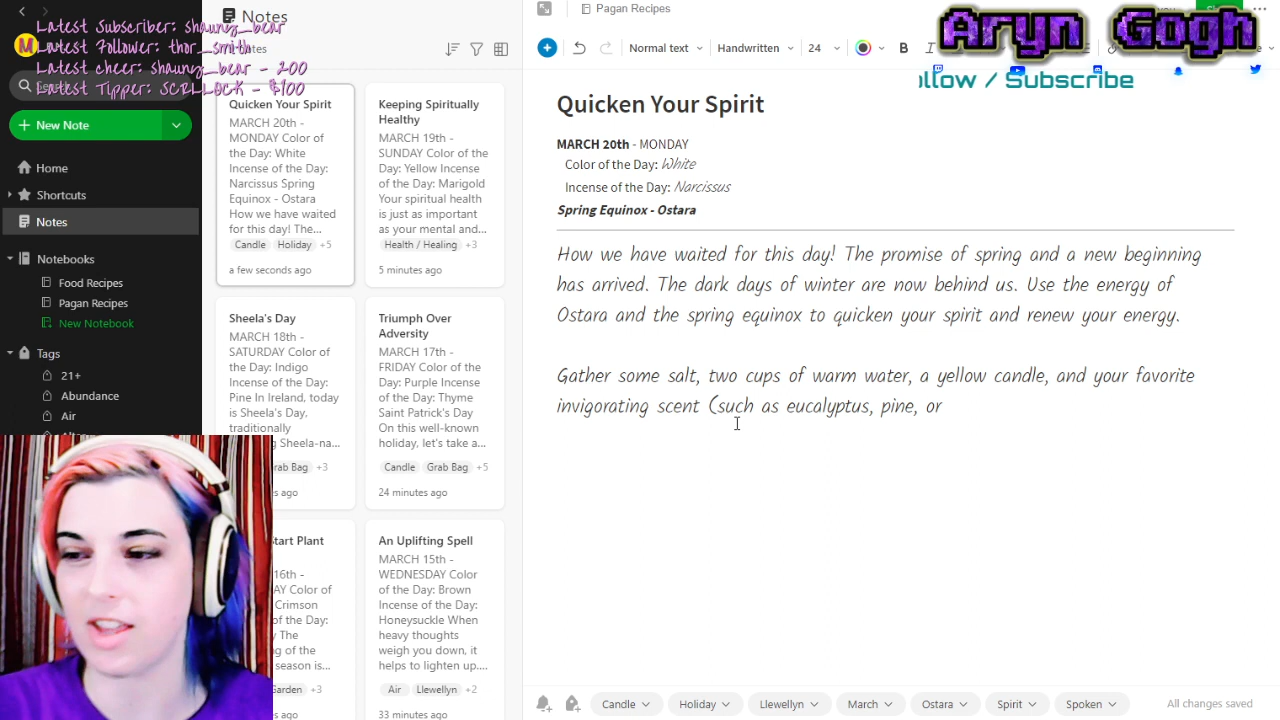 Latest Subscriber: shauny_bear
Latest Follower: thor_smith
Latest cheer: shauny_bear - 200
Latest Tipper: SCRLLOCK - $100
M
Notes
New Note
Home
Shortcuts
Notes
Notebooks
Food Recipes
Pagan Recipes
New Notebook
Tags
21+
Abundance
Air
Quicken Your Spirit
MARCH 20th -
MONDAY Color of
the Day: White
Incense of the Day:
Narcissus Spring
Equinox - Ostara
How we have waited
for this day! The...
Candle Holiday +5
a few seconds ago
Keeping Spiritually
Healthy
MARCH 19th -
SUNDAY Color of
the Day: Yellow Incense
of the Day: Marigold
Your spiritual health
is just as important
as your mental and...
Health / Healing +3
5 minutes ago
Sheela's Day
MARCH 18th -
SATURDAY Color of
the Day: Indigo
Incense of the Day:
Pine In Ireland, today
is Sheela's Day,
traditionally
Sheela-na...
Grab Bag +3
ago
Triumph Over
Adversity
MARCH 17th -
FRIDAY Color of the
Day: Purple Incense
of the Day: Thyme
Saint Patrick's Day
On this well-known
holiday, let's take a...
Candle Grab Bag +5
24 minutes ago
Start Plant
16th -
AY Color of
Crimson
of the Day:
The
ng of the
season is...
Garden +3
ago
An Uplifting Spell
MARCH 15th -
WEDNESDAY Color
of the Day: Brown
Incense of the Day:
Honeysuckle When
heavy thoughts
weigh you down, it
helps to lighten up....
Air Llewellyn +2
33 minutes ago
Pagan Recipes
Normal text Handwritten 24 B I
Aryn Gogh
ollow / Subscribe
Quicken Your Spirit
MARCH 20th - MONDAY
Color of the Day: White
Incense of the Day: Narcissus
Spring Equinox - Ostara
How we have waited for this day! The promise of spring and a new beginning
has arrived. The dark days of winter are now behind us. Use the energy of
Ostara and the spring equinox to quicken your spirit and renew your energy.
Gather some salt, two cups of warm water, a yellow candle, and your favorite
invigorating scent (such as eucalyptus, pine, or
Candle Holiday Llewellyn March Ostara Spirit Spoken All changes saved